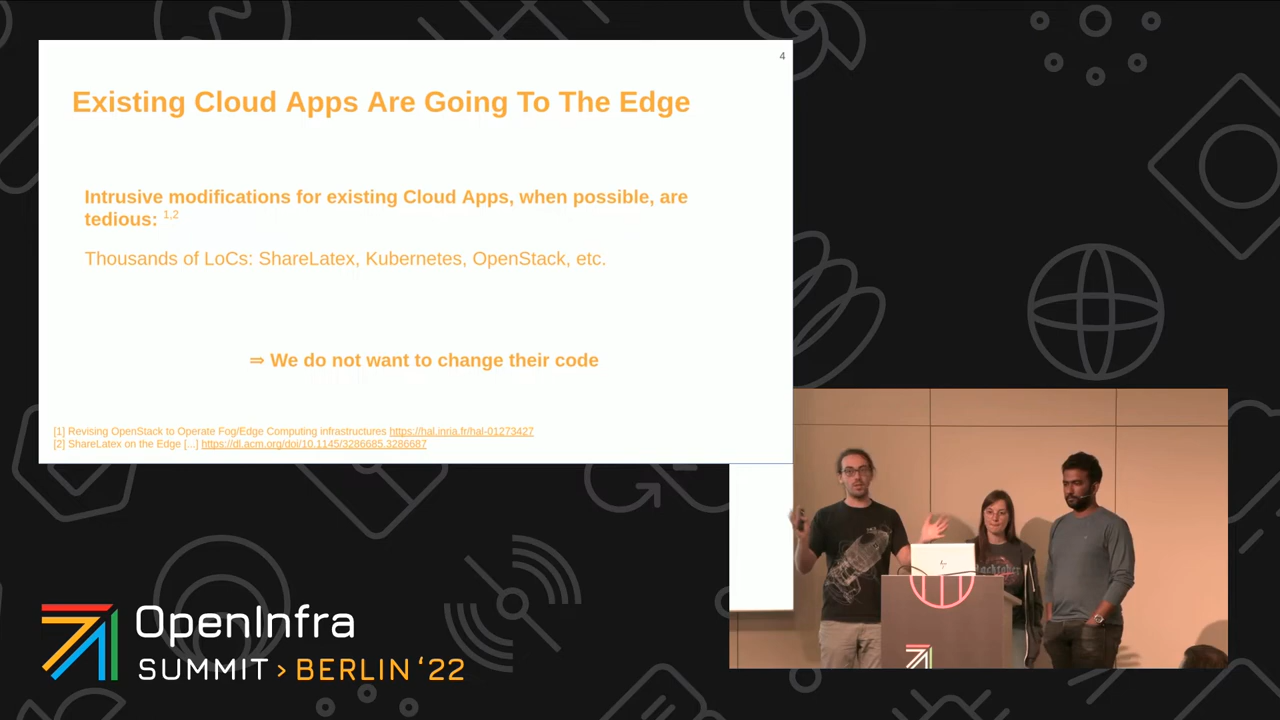 4
Existing Cloud Apps Are Going To The Edge
Intrusive modifications for existing Cloud Apps, when possible, are
tedious: 1,2
Thousands of LoCs: ShareLatex, Kubernetes, OpenStack, etc.
⇒ We do not want to change their code
[1] Revising OpenStack to Operate Fog/Edge Computing infrastructures https://hal.inria.fr/hal-01273427
[2] ShareLatex on the Edge [...] https://dl.acm.org/doi/10.1145/3286685.3286687
OpenInfra
SUMMIT > BERLIN ‘22